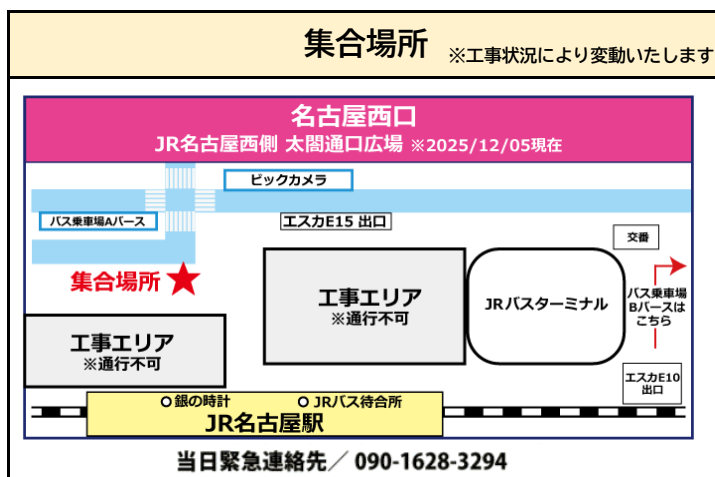 集合場所 ※工事状況により変動いたします
名古屋西口
JR名古屋西側 太閤通口広場 ※2025/12/05現在
ビックカメラ
バス乗車場Aバース
エスカE15 出口
交番
集合場所
工事エリア
※通行不可
JRバスターミナル
バス乗車場
Bバースは
こちら
工事エリア
※通行不可
エスカE10
出口
銀の時計
JRバス待合所
JR名古屋駅
当日緊急連絡先／ 090-1628-3294